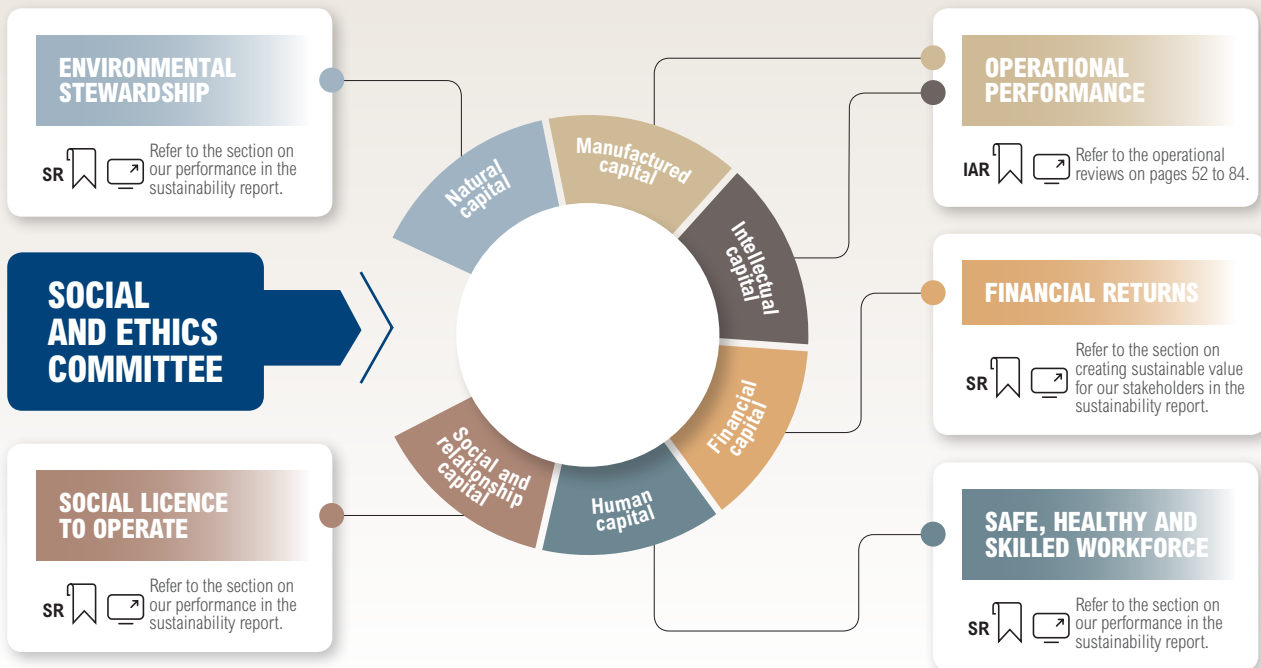 ENVIRONMENTAL
STEWARDSHIP
SR
Refer to the section on
our performance in the
sustainability report.
SOCIAL
AND ETHICS
COMMITTEE
SOCIAL LICENCE
TO OPERATE
SR
Refer to the section on
our performance in the
sustainability report.
Natural
capital
Manufactured
capital
Intellectual
capital
Financial
capital
Human
capital
Social and
relationship
capital
OPERATIONAL
PERFORMANCE
IAR
Refer to the operational
reviews on pages 52 to 84.
FINANCIAL RETURNS
SR
Refer to the section on
creating sustainable value
for our stakeholders in the
sustainability report.
SAFE, HEALTHY AND
SKILLED WORKFORCE
SR
Refer to the section on
our performance in the
sustainability report.